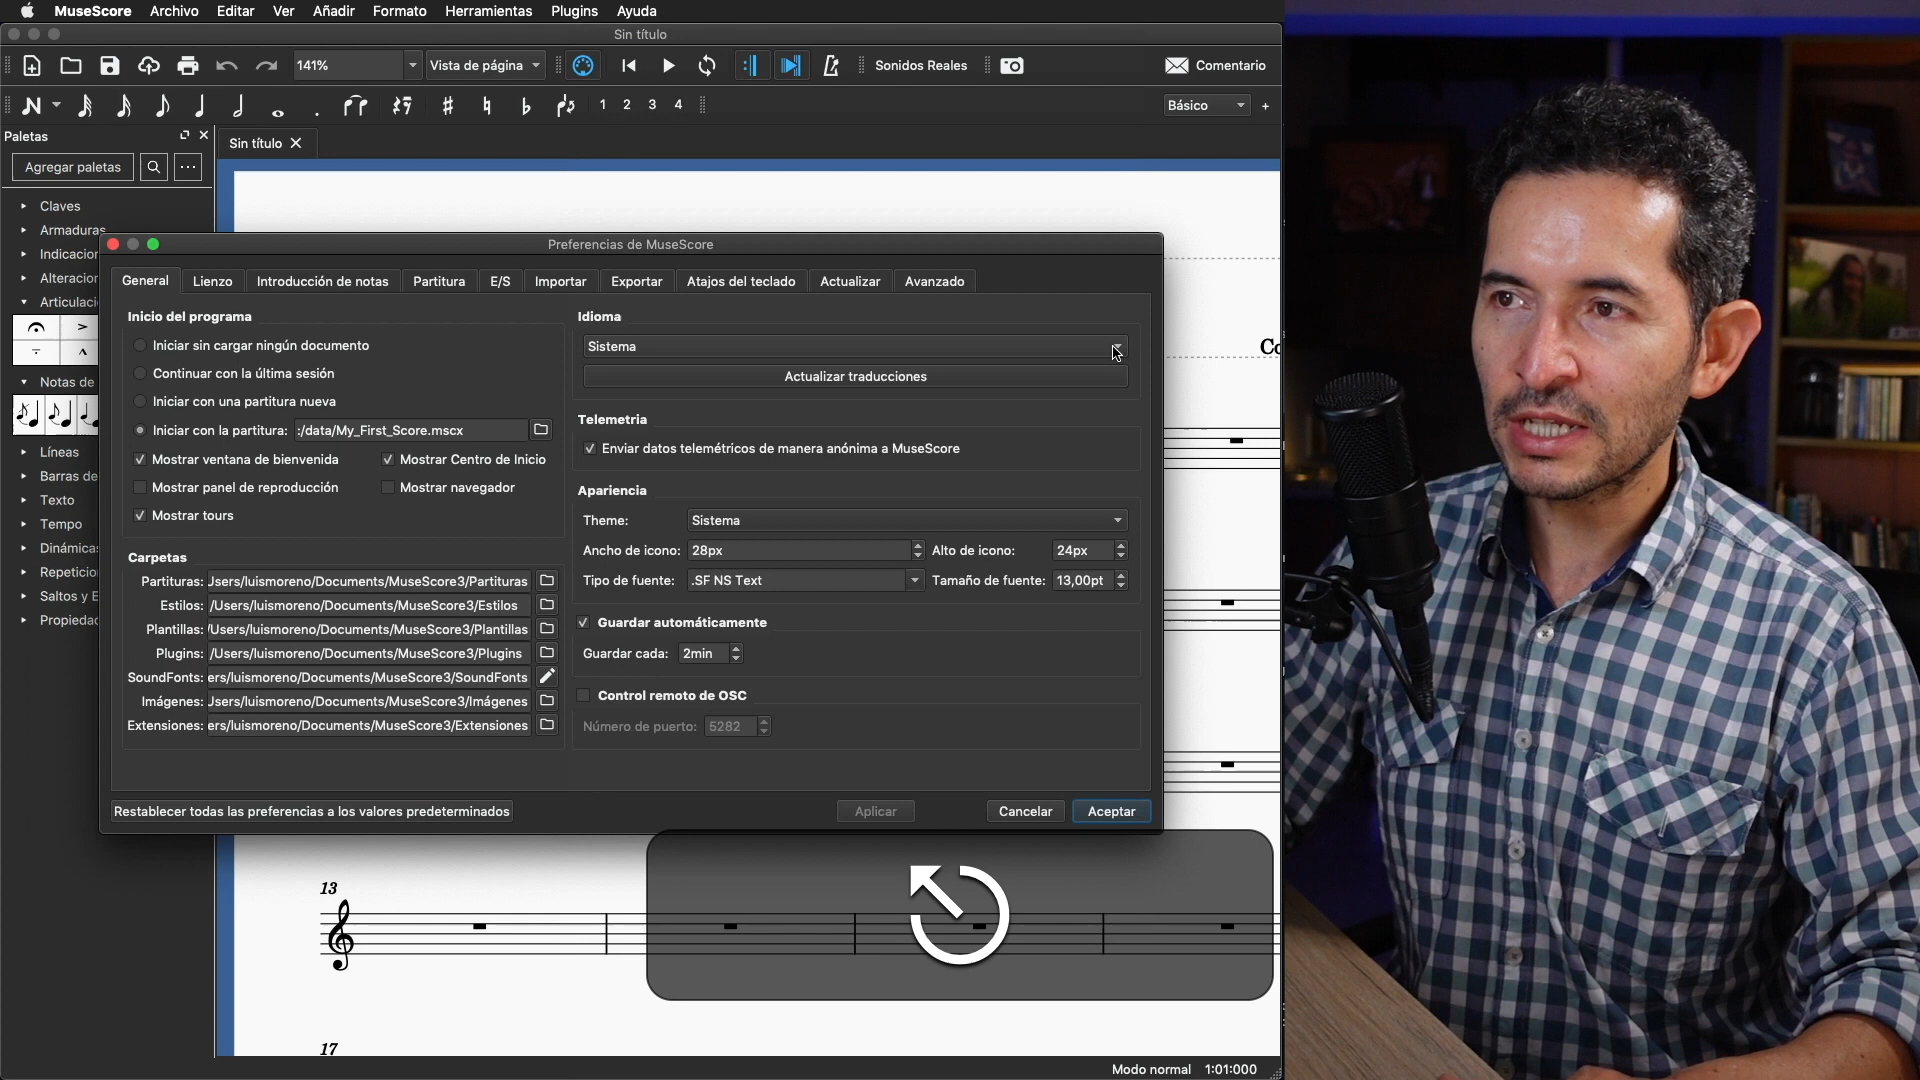 MuseScore Archivo Editar Ver Añadir Formato Herramientas Plugins Ayuda
Sin título
141% Vista de página Sonidos Reales Comentario
1 2 3 4 Básico +
Paletas
Sin título
Agregar paletas ...
Claves
Armaduras
Indicacion
Alteracion
Articulaci
Notas de
Líneas
Barras de
Texto
Tempo
Dinámicas
Repeticio
Saltos y E
Propiedad
Preferencias de MuseScore
General Lienzo Introducción de notas Partitura E/S Importar Exportar Atajos del teclado Actualizar Avanzado
Inicio del programa
Iniciar sin cargar ningún documento
Continuar con la última sesión
Iniciar con una partitura nueva
Iniciar con la partitura: :/data/My_First_Score.mscx
Mostrar ventana de bienvenida Mostrar Centro de Inicio
Mostrar panel de reproducción Mostrar navegador
Mostrar tours
Carpetas
Partituras: Jsers/luismoreno/Documents/MuseScore3/Partituras
Estilos: /Users/luismoreno/Documents/MuseScore3/Estilos
Plantillas: /Users/luismoreno/Documents/MuseScore3/Plantillas
Plugins: /Users/luismoreno/Documents/MuseScore3/Plugins
SoundFonts: ers/luismoreno/Documents/MuseScore3/SoundFonts
Imágenes: Jsers/luismoreno/Documents/MuseScore3/Imágenes
Extensiones: ers/luismoreno/Documents/MuseScore3/Extensiones
Idioma
Sistema
Actualizar traducciones
Telemetria
Enviar datos telemétricos de manera anónima a MuseScore
Apariencia
Theme: Sistema
Ancho de icono: 28px Alto de icono: 24px
Tipo de fuente: .SF NS Text Tamaño de fuente: 13,00pt
Guardar automáticamente
Guardar cada: 2min
Control remoto de OSC
Número de puerto: 5282
Restablecer todas las preferencias a los valores predeterminados Aplicar Cancelar Aceptar
Co
13
17
Modo normal 1:01:000